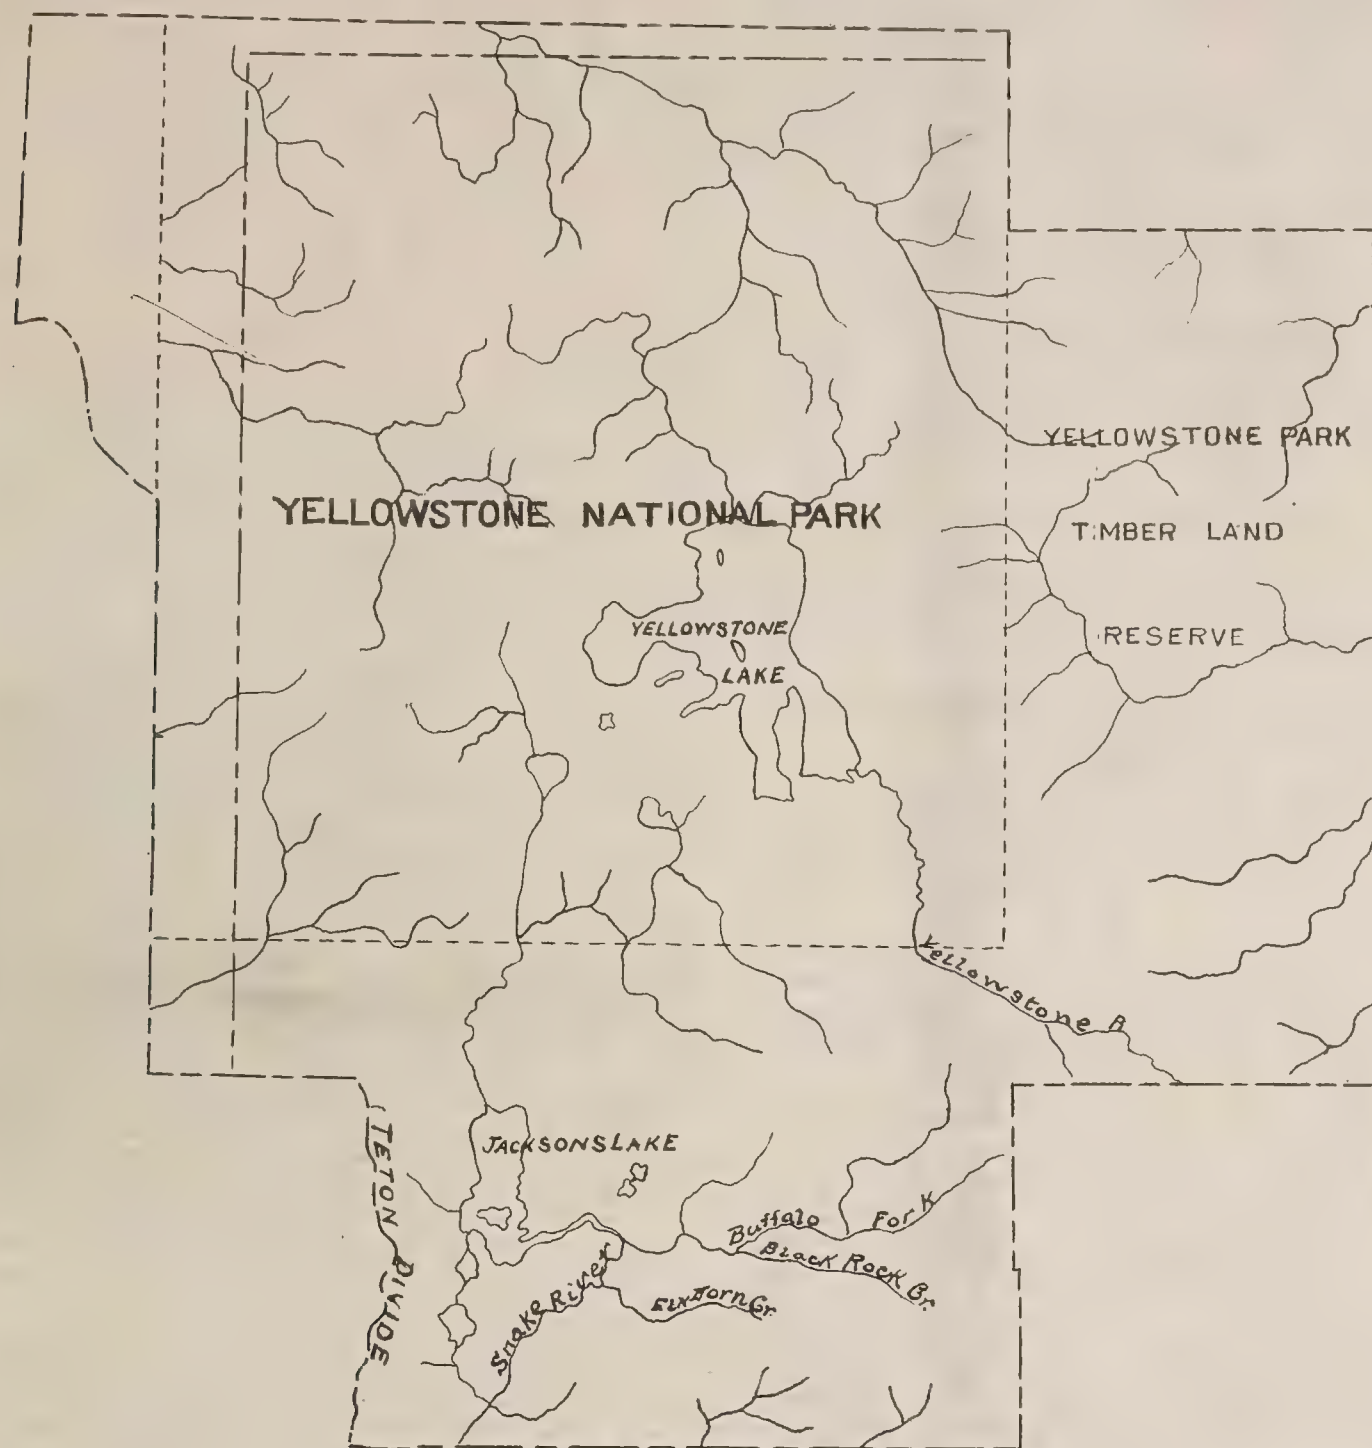 YELLOWSTONE PARK
YELLOWSTONE NATIONAL PARK
TIMBER LAND
YELLOWSTONE
LAKE
RESERVE
Yellowstone R
JACKSONS LAKE
TETON DIVIDE
Buffalo Fork
Black Rock Br.
Snake River
Elk Horn Cr.